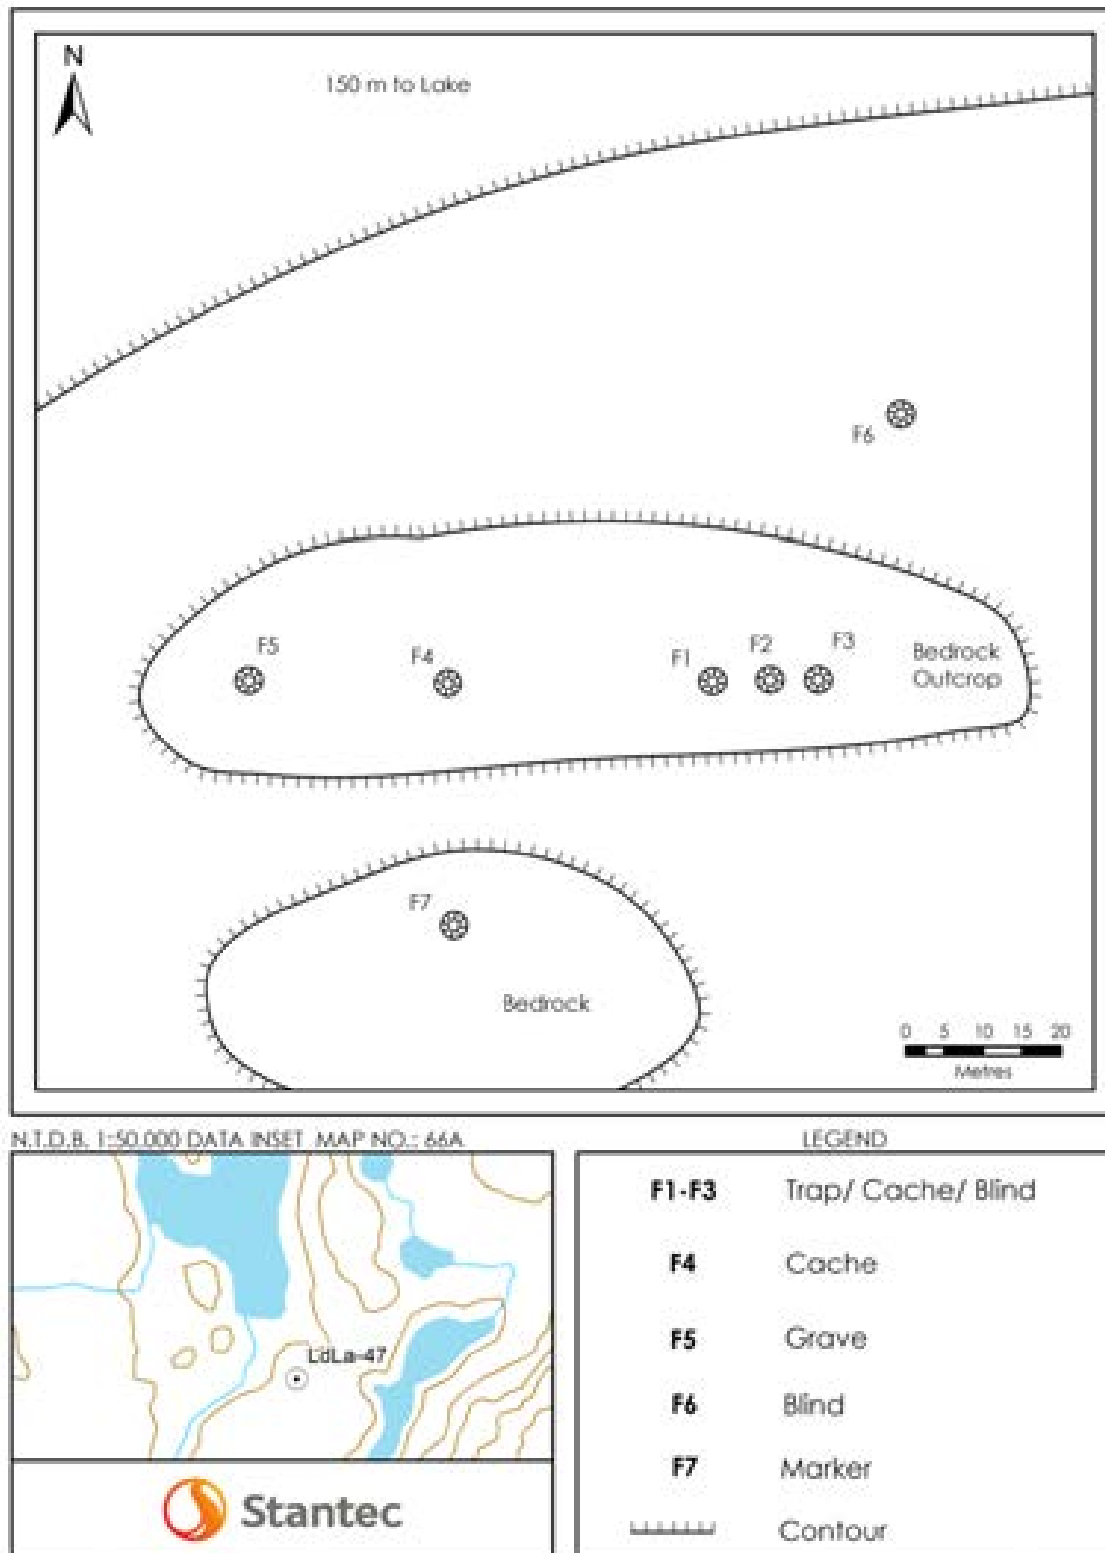 N
150 m to Lake
F6
F5
F4
F1
F2
F3
Bedrock
Outcrop
F7
Bedrock
0 5 10 15 20
Metres
N.T.D.B. 1:50,000 DATA INSET MAP NO.: 66A
LdLa-47
Stantec
LEGEND
F1-F3 Trap/ Cache/ Blind
F4 Cache
F5 Grave
F6 Blind
F7 Marker
Contour